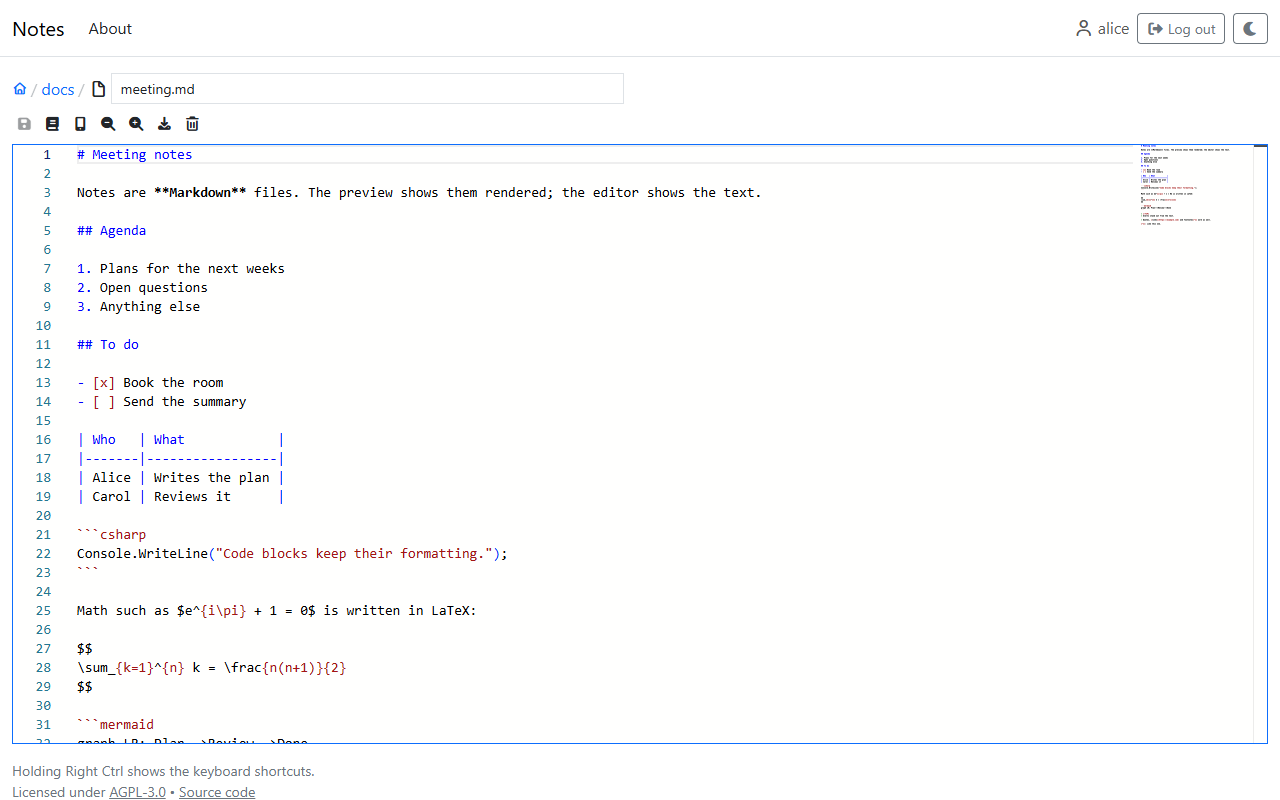 Notes About alice Log out
/ docs / meeting.md
1 # Meeting notes
2
3 Notes are **Markdown** files. The preview shows them rendered; the editor shows the text.
4
5 ## Agenda
6
7 1. Plans for the next weeks
8 2. Open questions
9 3. Anything else
10
11 ## To do
12
13 - [x] Book the room
14 - [ ] Send the summary
15
16 | Who   | What            |
17 |-------|-----------------|
18 | Alice | Writes the plan |
19 | Carol | Reviews it      |
20
21 ```csharp
22 Console.WriteLine("Code blocks keep their formatting.");
23 ```
24
25 Math such as $e^{i\pi} + 1 = 0$ is written in LaTeX:
26
27 $$
28 \sum_{k=1}^{n} k = \frac{n(n+1)}{2}
29 $$
30
31 ```mermaid
Holding Right Ctrl shows the keyboard shortcuts.
Licensed under AGPL-3.0 • Source code